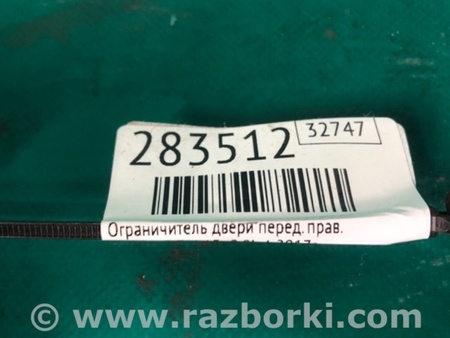 32747
283512
Ограничитель двери перед. прав.
© www.razborki.com